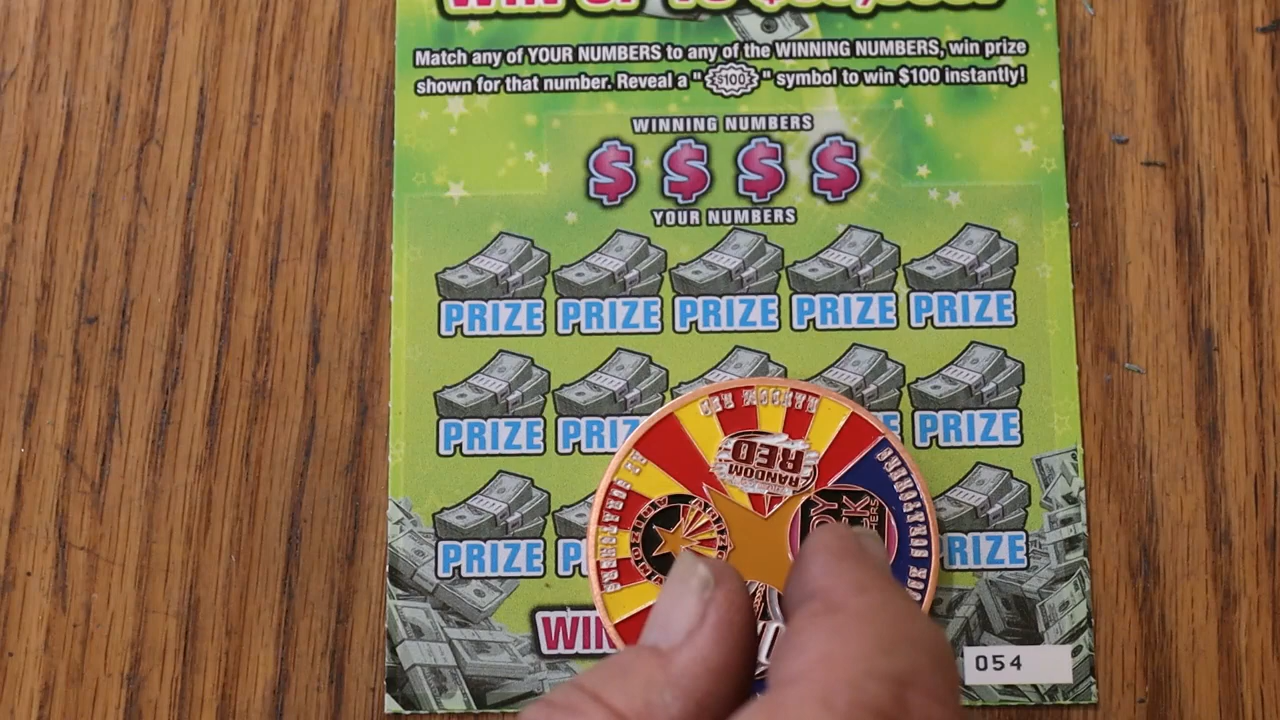 Match any of YOUR NUMBERS to any of the WINNING NUMBERS, win prize
shown for that number. Reveal a " $100 " symbol to win $100 instantly!
WINNING NUMBERS
$ $ $ $
YOUR NUMBERS
PRIZE PRIZE PRIZE PRIZE PRIZE
PRIZE PRIZE PRIZE
PRIZE
RANDOM
RED
WIN
054